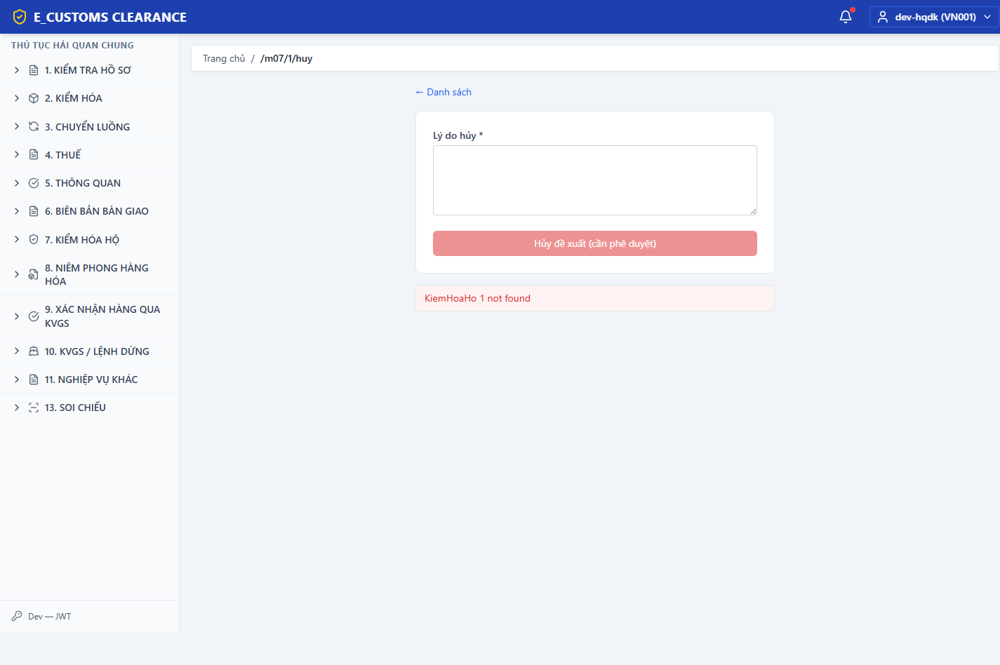 E_CUSTOMS CLEARANCE
dev-hqdk (VN001)
THỦ TỤC HẢI QUAN CHUNG
1. KIỂM TRA HỒ SƠ
2. KIỂM HÓA
3. CHUYỂN LUỒNG
4. THUẾ
5. THÔNG QUAN
6. BIÊN BẢN BÀN GIAO
7. KIỂM HÓA HỘ
8. NIÊM PHONG HÀNG
HÓA
9. XÁC NHẬN HÀNG QUA
KVGS
10. KVGS / LỆNH DỪNG
11. NGHIỆP VỤ KHÁC
13. SOI CHIẾU
Dev — JWT
Trang chủ / /m07/1/huy
← Danh sách
Lý do hủy *
Hủy đề xuất (cần phê duyệt)
KiemHoaHo 1 not found